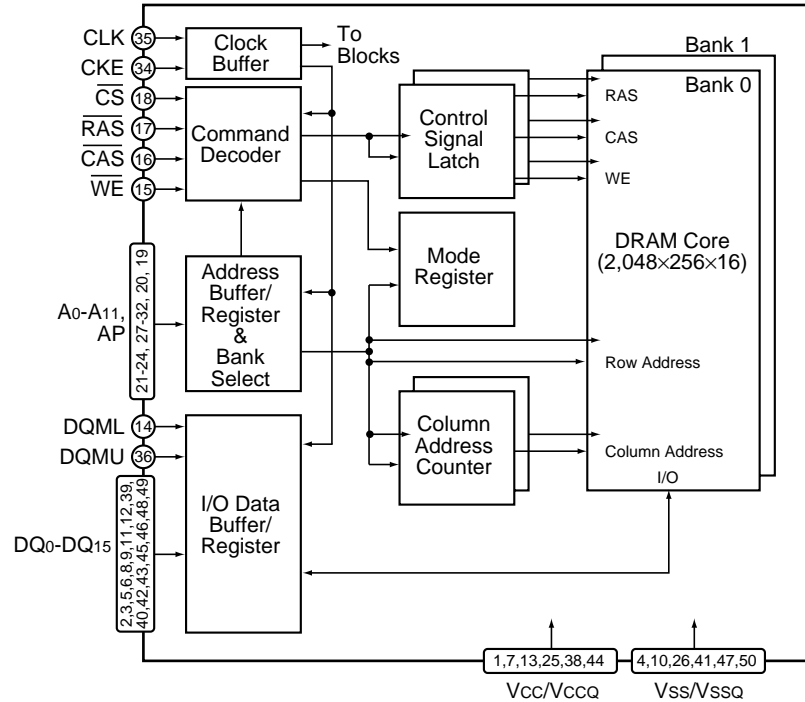 CLK 35
CKE 34
CS 18
RAS 17
CAS 16
WE 15
Clock
Buffer
To
Blocks
Command
Decoder
Control
Signal
Latch
Bank 1
Bank 0
RAS
CAS
WE
DRAM Core
(2,048×256×16)
A0-A11,
AP
21-24, 27-32, 20, 19
Address
Buffer/
Register
&
Bank
Select
Mode
Register
Row Address
DQML 14
DQMU 36
Column
Address
Counter
Column Address
I/O
DQ0-DQ15
2,3,5,6,8,9,11,12,39,
40,42,43,45,46,48,49
I/O Data
Buffer/
Register
1,7,13,25,38,44
4,10,26,41,47,50
VCC/VCCQ
VSS/VSSQ